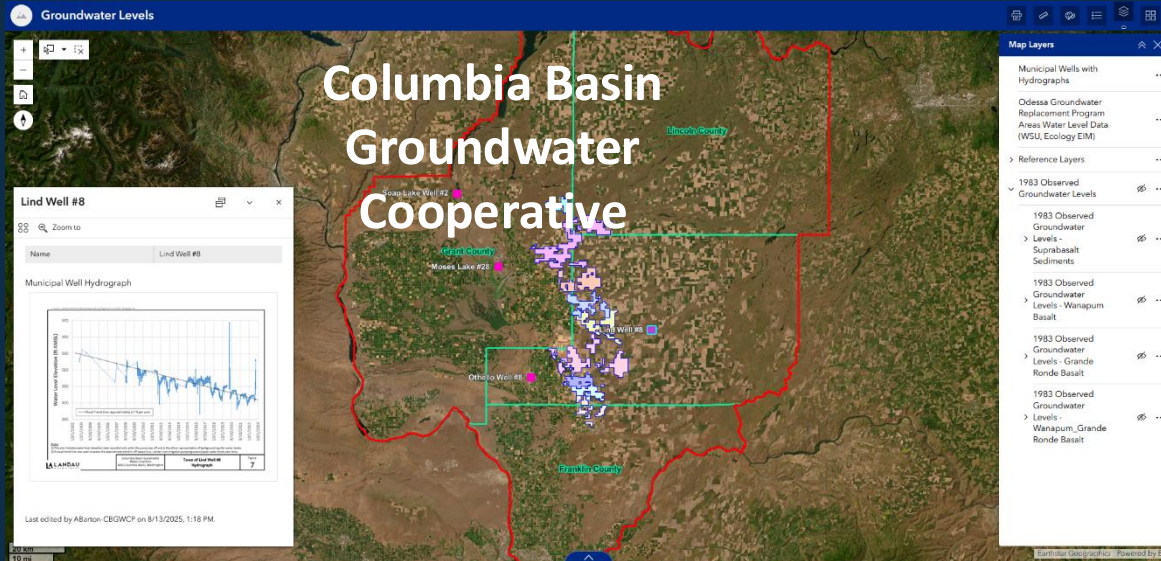 Groundwater Levels
Columbia Basin
Groundwater
Cooperative
Lincoln County
Soap Lake Well #2
Grant County
Moses Lake #28
Lind Well #8
Othello Well #8
Franklin County
Lind Well #8
Zoom to
Name Lind Well #8
Municipal Well Hydrograph
LANDAU
Town of Lind Well #8
Hydrograph
7
Last edited by ABarton-CBGWCP on 8/13/2025, 1:18 PM.
20 km
10 mi
Map Layers
Municipal Wells with
Hydrographs
Odessa Groundwater
Replacement Program
Areas Water Level Data
(WSU, Ecology EIM)
Reference Layers
1983 Observed
Groundwater Levels
1983 Observed
Groundwater
Levels -
Suprabasalt
Sediments
1983 Observed
Groundwater
Levels - Wanapum
Basalt
1983 Observed
Groundwater
Levels - Grande
Ronde Basalt
1983 Observed
Groundwater
Levels -
Wanapum_Grande
Ronde Basalt
Earthstar Geographics Powered by E